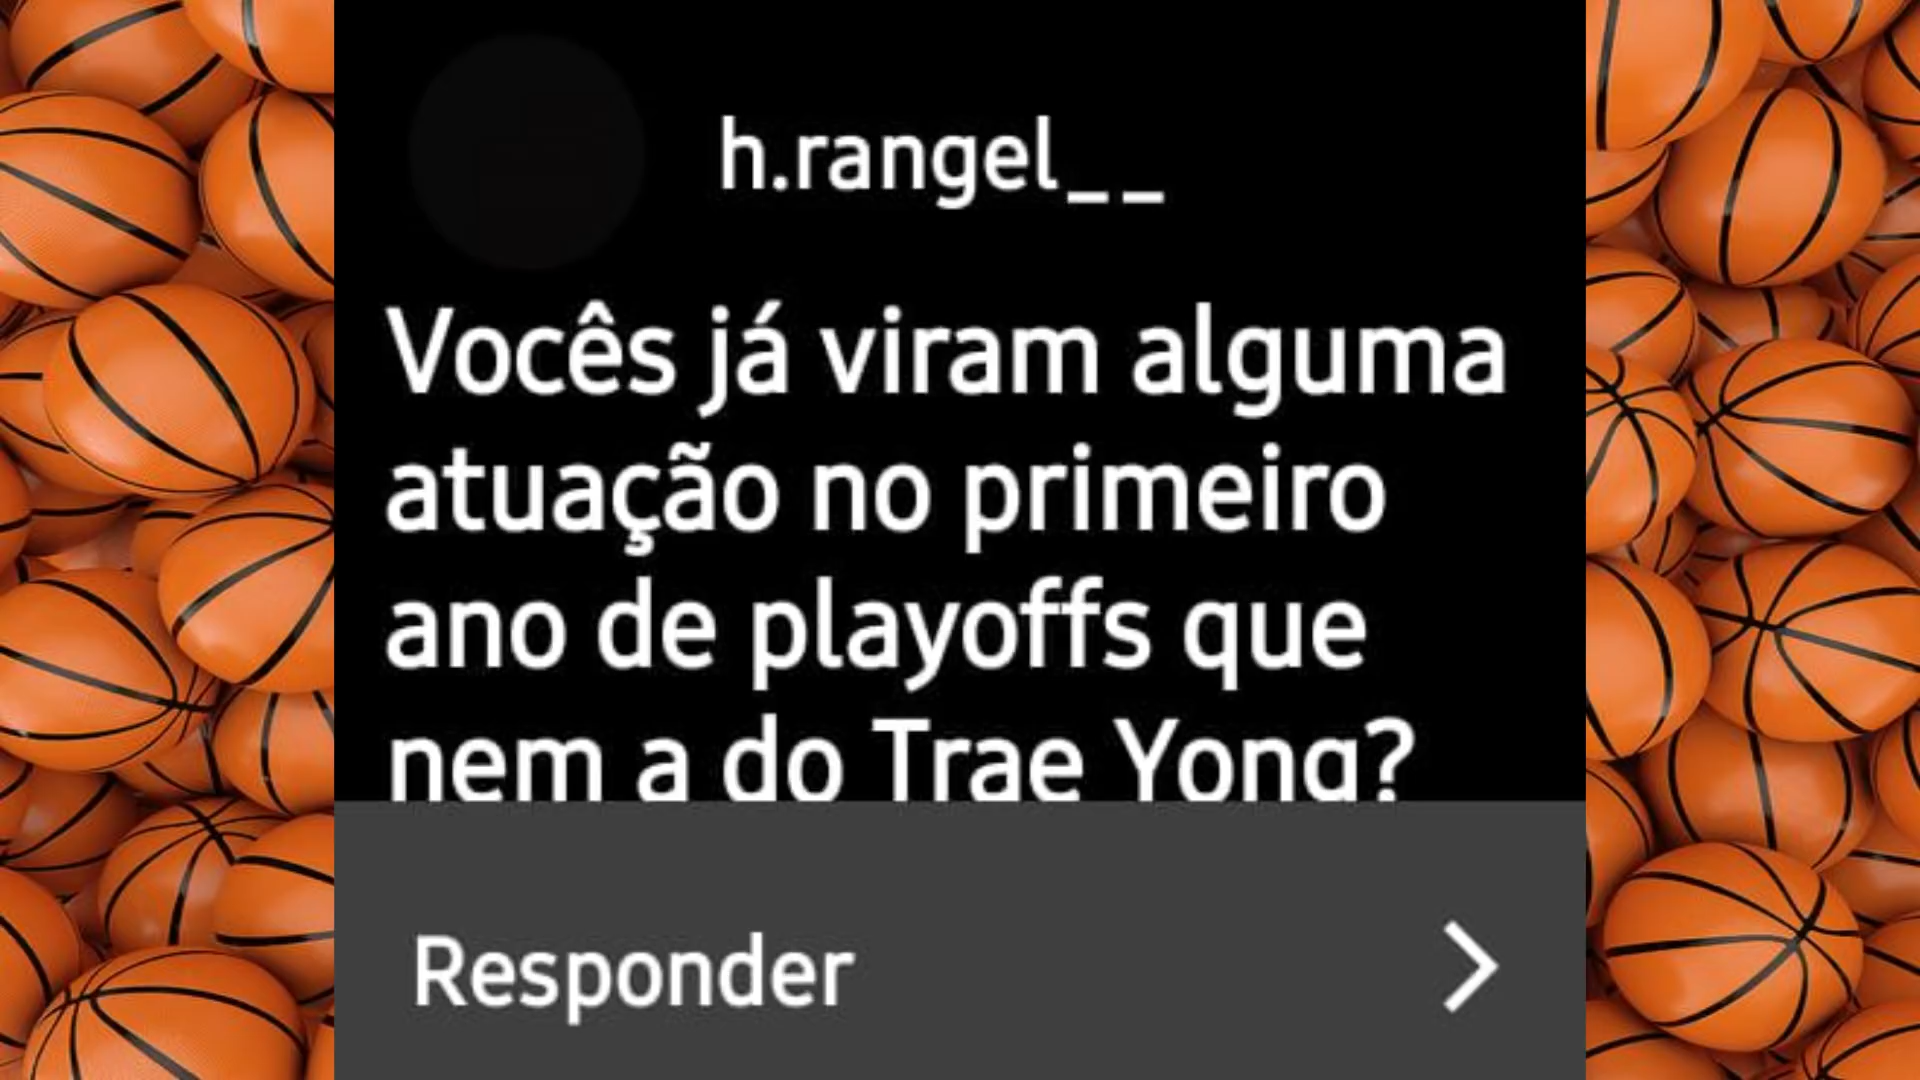 h.rangel__
Vocês já viram alguma
atuação no primeiro
ano de playoffs que
nem a do Trae Yong?
Responder